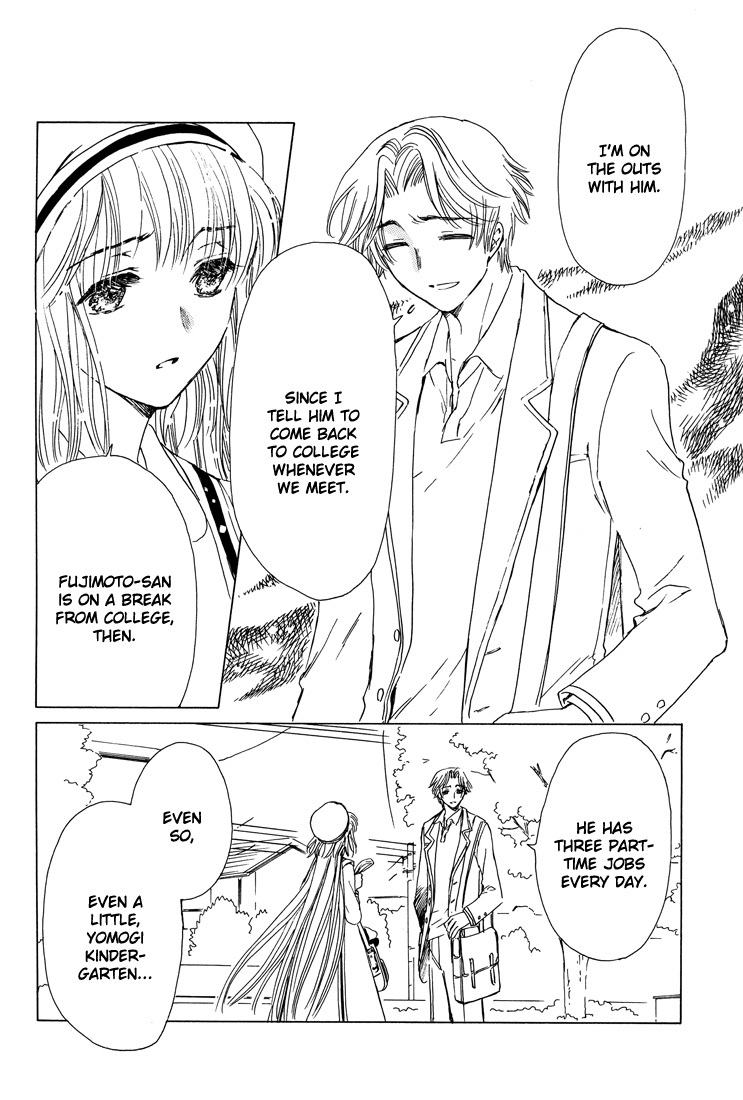 I'M ON
THE OUTS
WITH HIM.
SINCE I
TELL HIM TO
COME BACK
TO COLLEGE
WHENEVER
WE MEET.
FUJIMOTO-SAN
IS ON A BREAK
FROM COLLEGE,
THEN.
HE HAS
THREE PART-
TIME JOBS
EVERY DAY.
EVEN
SO,
EVEN A
LITTLE,
YOMOGI
KINDER-
GARTEN...